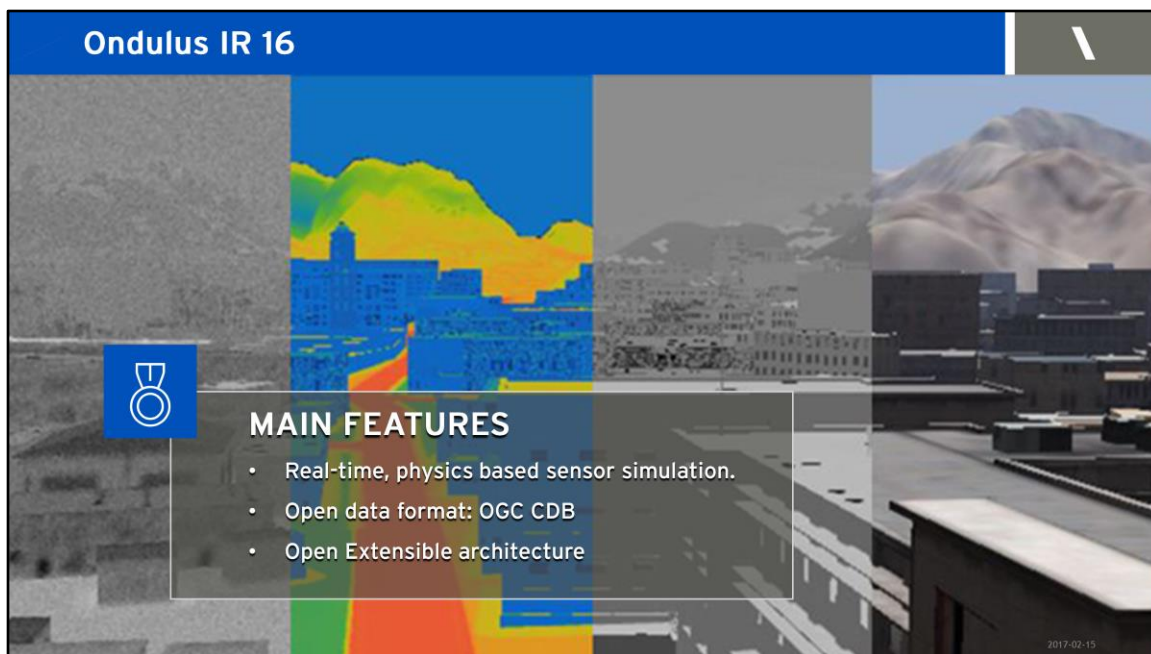 Ondulus IR 16
MAIN FEATURES
• Real-time, physics based sensor simulation.
• Open data format: OGC CDB
• Open Extensible architecture
2017-02-15